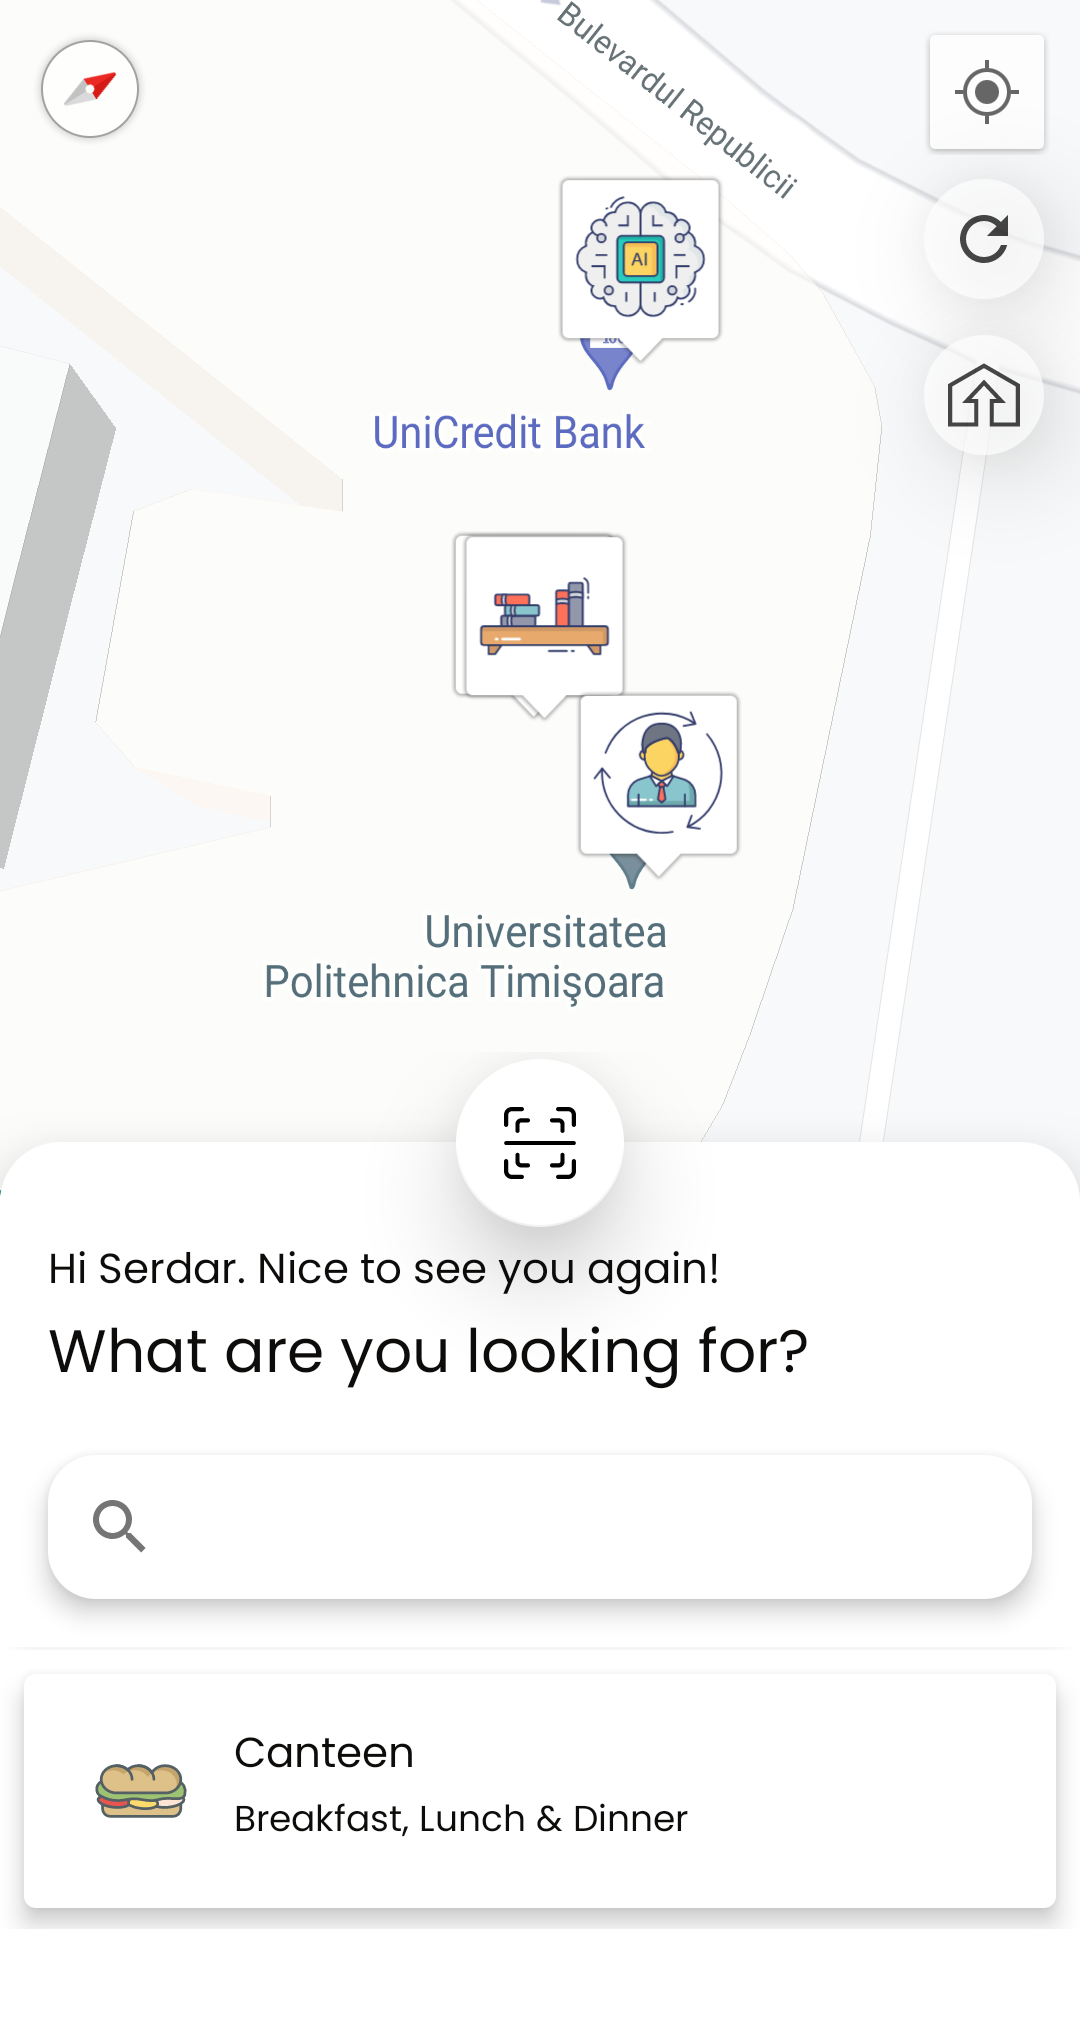 Bulevardul Republicii
AI
UniCredit Bank
Universitatea
Politehnica Timişoara
Hi Serdar. Nice to see you again!
What are you looking for?
Canteen
Breakfast, Lunch & Dinner